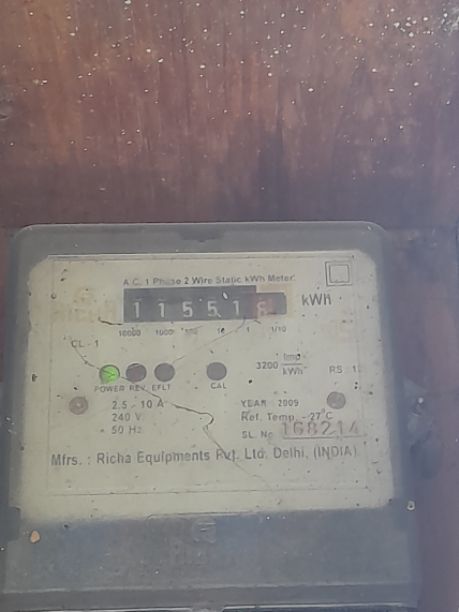 A.C. 1 Phase 2 Wire Static kWh Meter.
1 1 5 5 1 8 kWh
10000 1000 100 10 1 1/10
CL - 1
3200 Imp/kWh
POWER REV. EFLT CAL
2.5 - 10 A
240 V
50 Hz
YEAR - 2009
Ref. Temp. -27°C
SL. No 168214
Mfrs. : Richa Equipments Pvt. Ltd. Delhi, (INDIA)